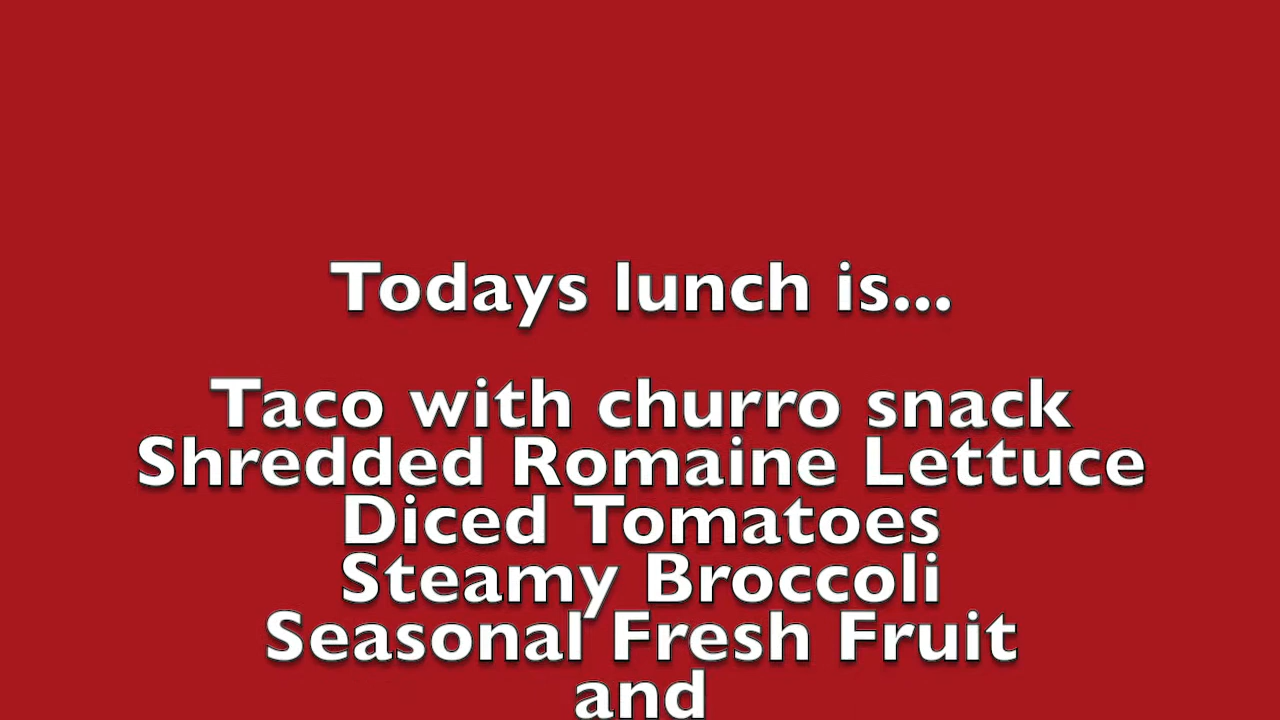 Todays lunch is...
Taco with churro snack
Shredded Romaine Lettuce
Diced Tomatoes
Steamy Broccoli
Seasonal Fresh Fruit
and